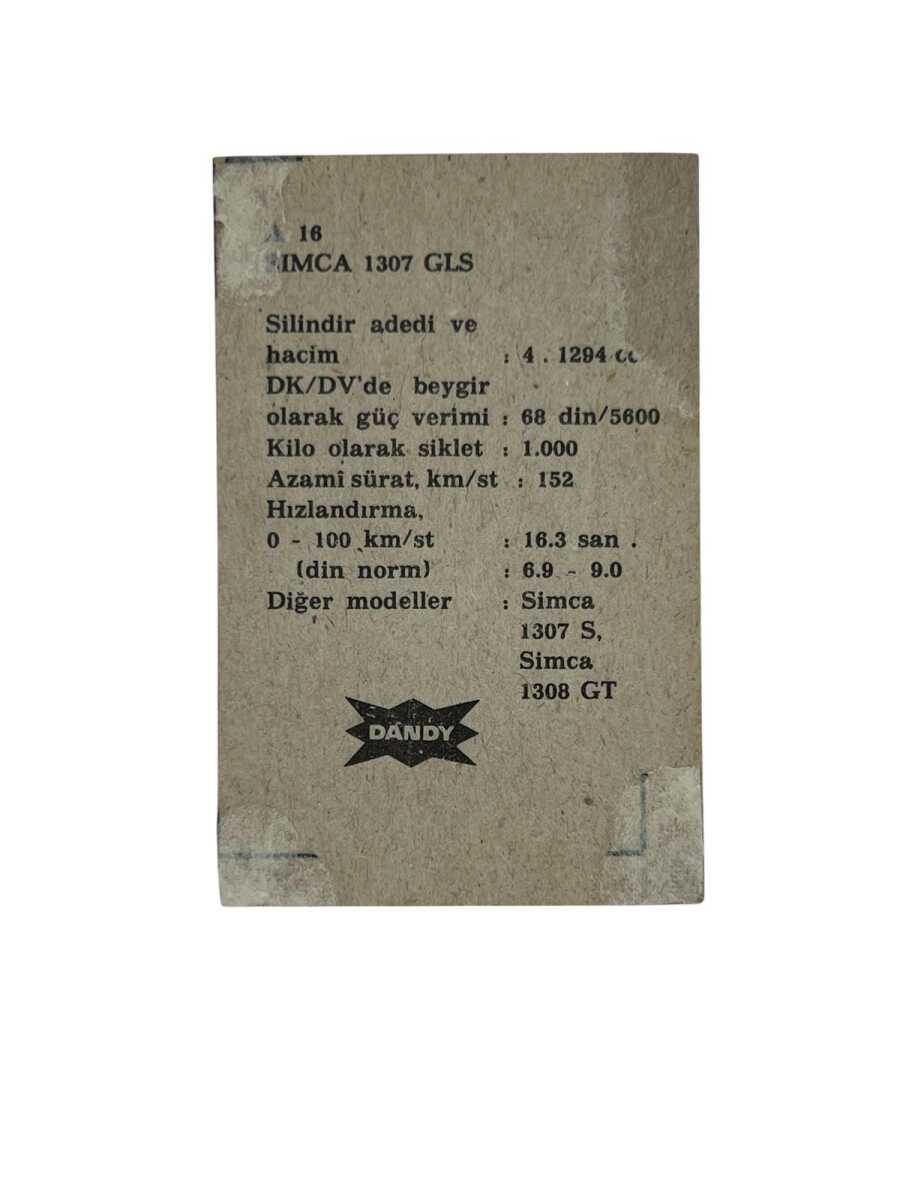 A 16
SIMCA 1307 GLS
Silindir adedi ve
hacim : 4 . 1294 cc
DK/DV'de beygir
olarak güç verimi : 68 din/5600
Kilo olarak siklet : 1.000
Azamî sürat, km/st : 152
Hızlandırma,
0 - 100 km/st : 16.3 san .
(din norm) : 6.9 - 9.0
Diğer modeller : Simca
1307 S,
Simca
1308 GT
DANDY